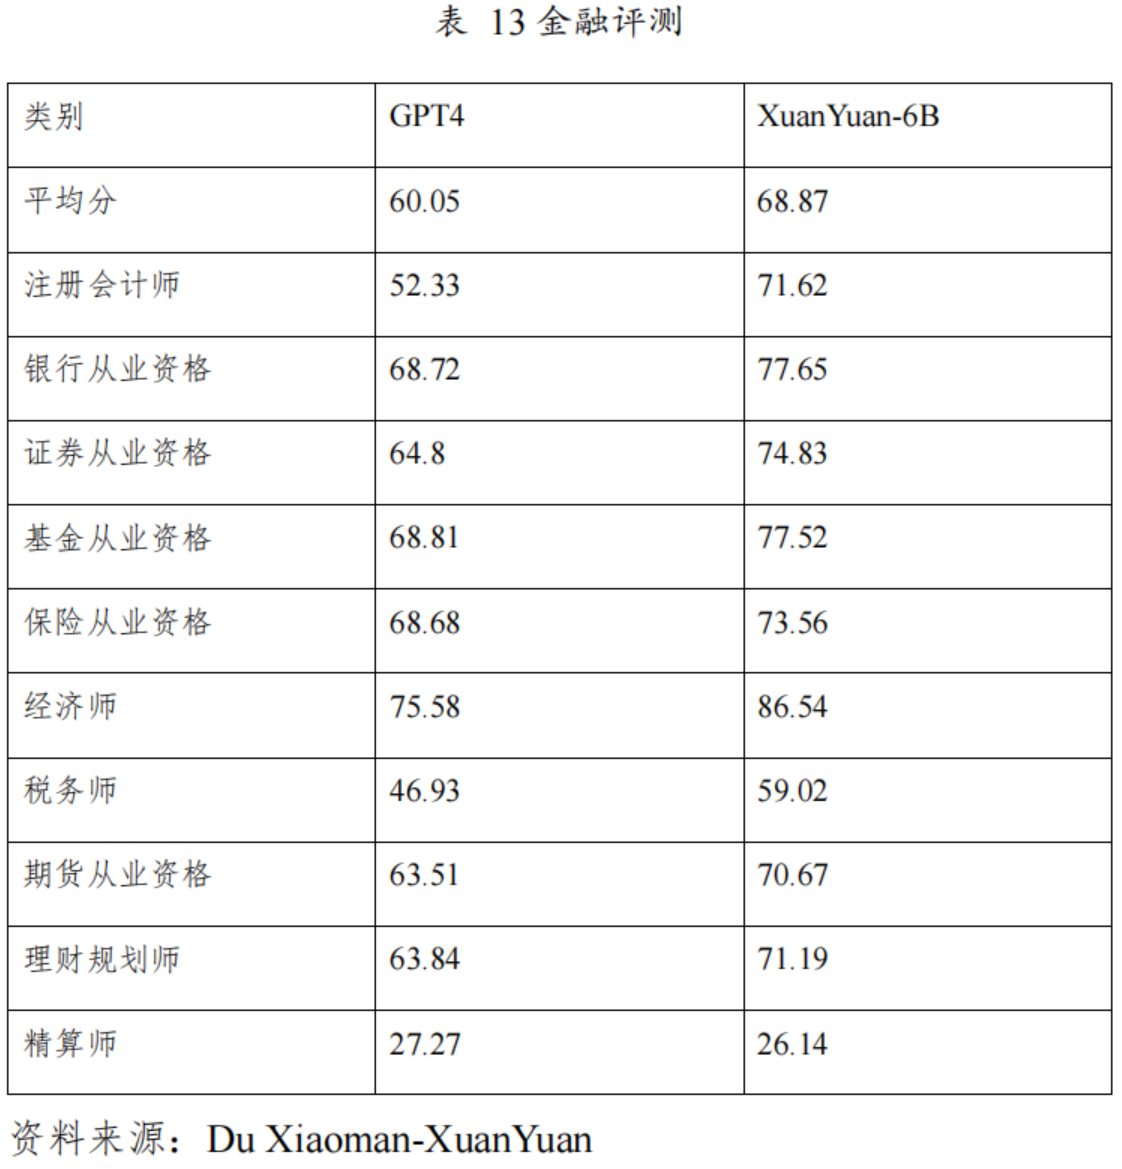 表 13 金融评测
类别 GPT4 XuanYuan-6B
平均分 60.05 68.87
注册会计师 52.33 71.62
银行从业资格 68.72 77.65
证券从业资格 64.8 74.83
基金从业资格 68.81 77.52
保险从业资格 68.68 73.56
经济师 75.58 86.54
税务师 46.93 59.02
期货从业资格 63.51 70.67
理财规划师 63.84 71.19
精算师 27.27 26.14
资料来源：Du Xiaoman-XuanYuan